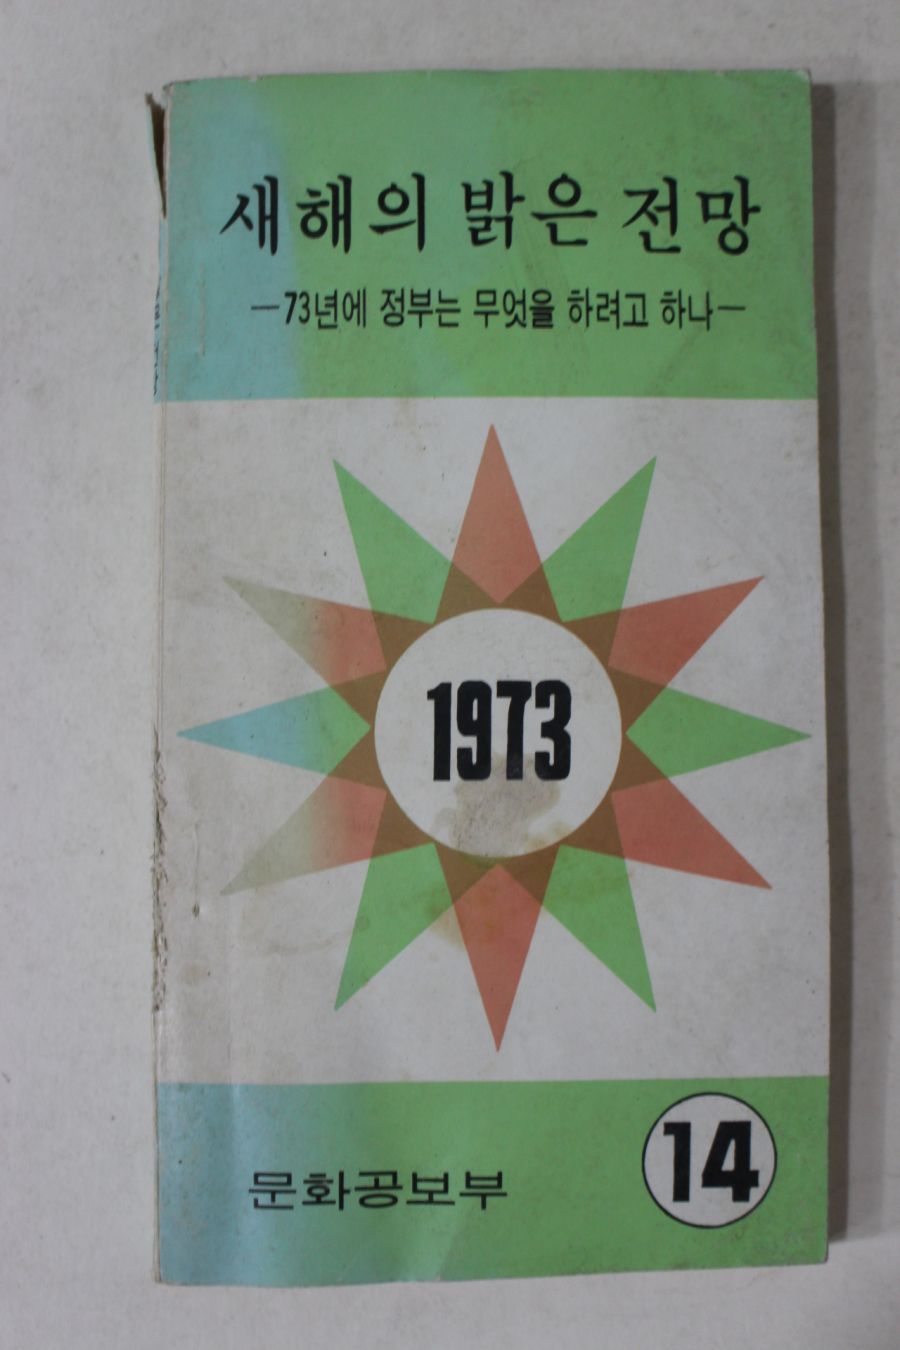 새해의 밝은 전망
—73년에 정부는 무엇을 하려고 하나—
1973
14
문화공보부